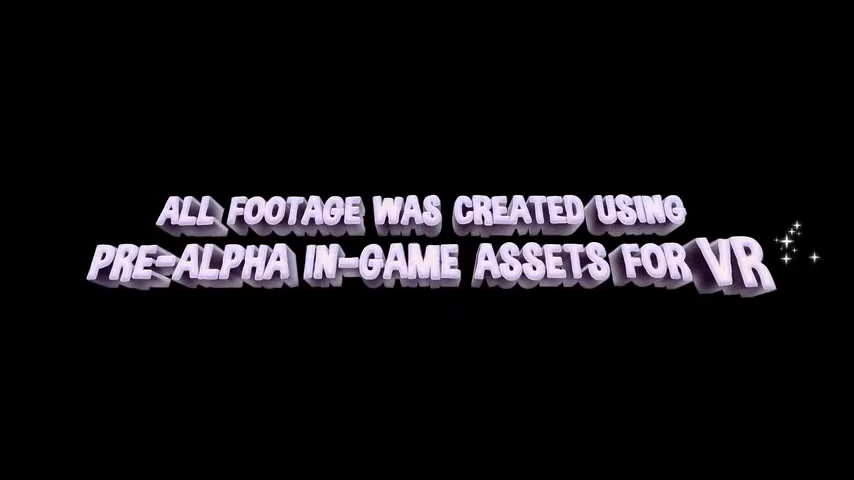 ALL FOOTAGE WAS CREATED USING
PRE-ALPHA IN-GAME ASSETS FOR VR